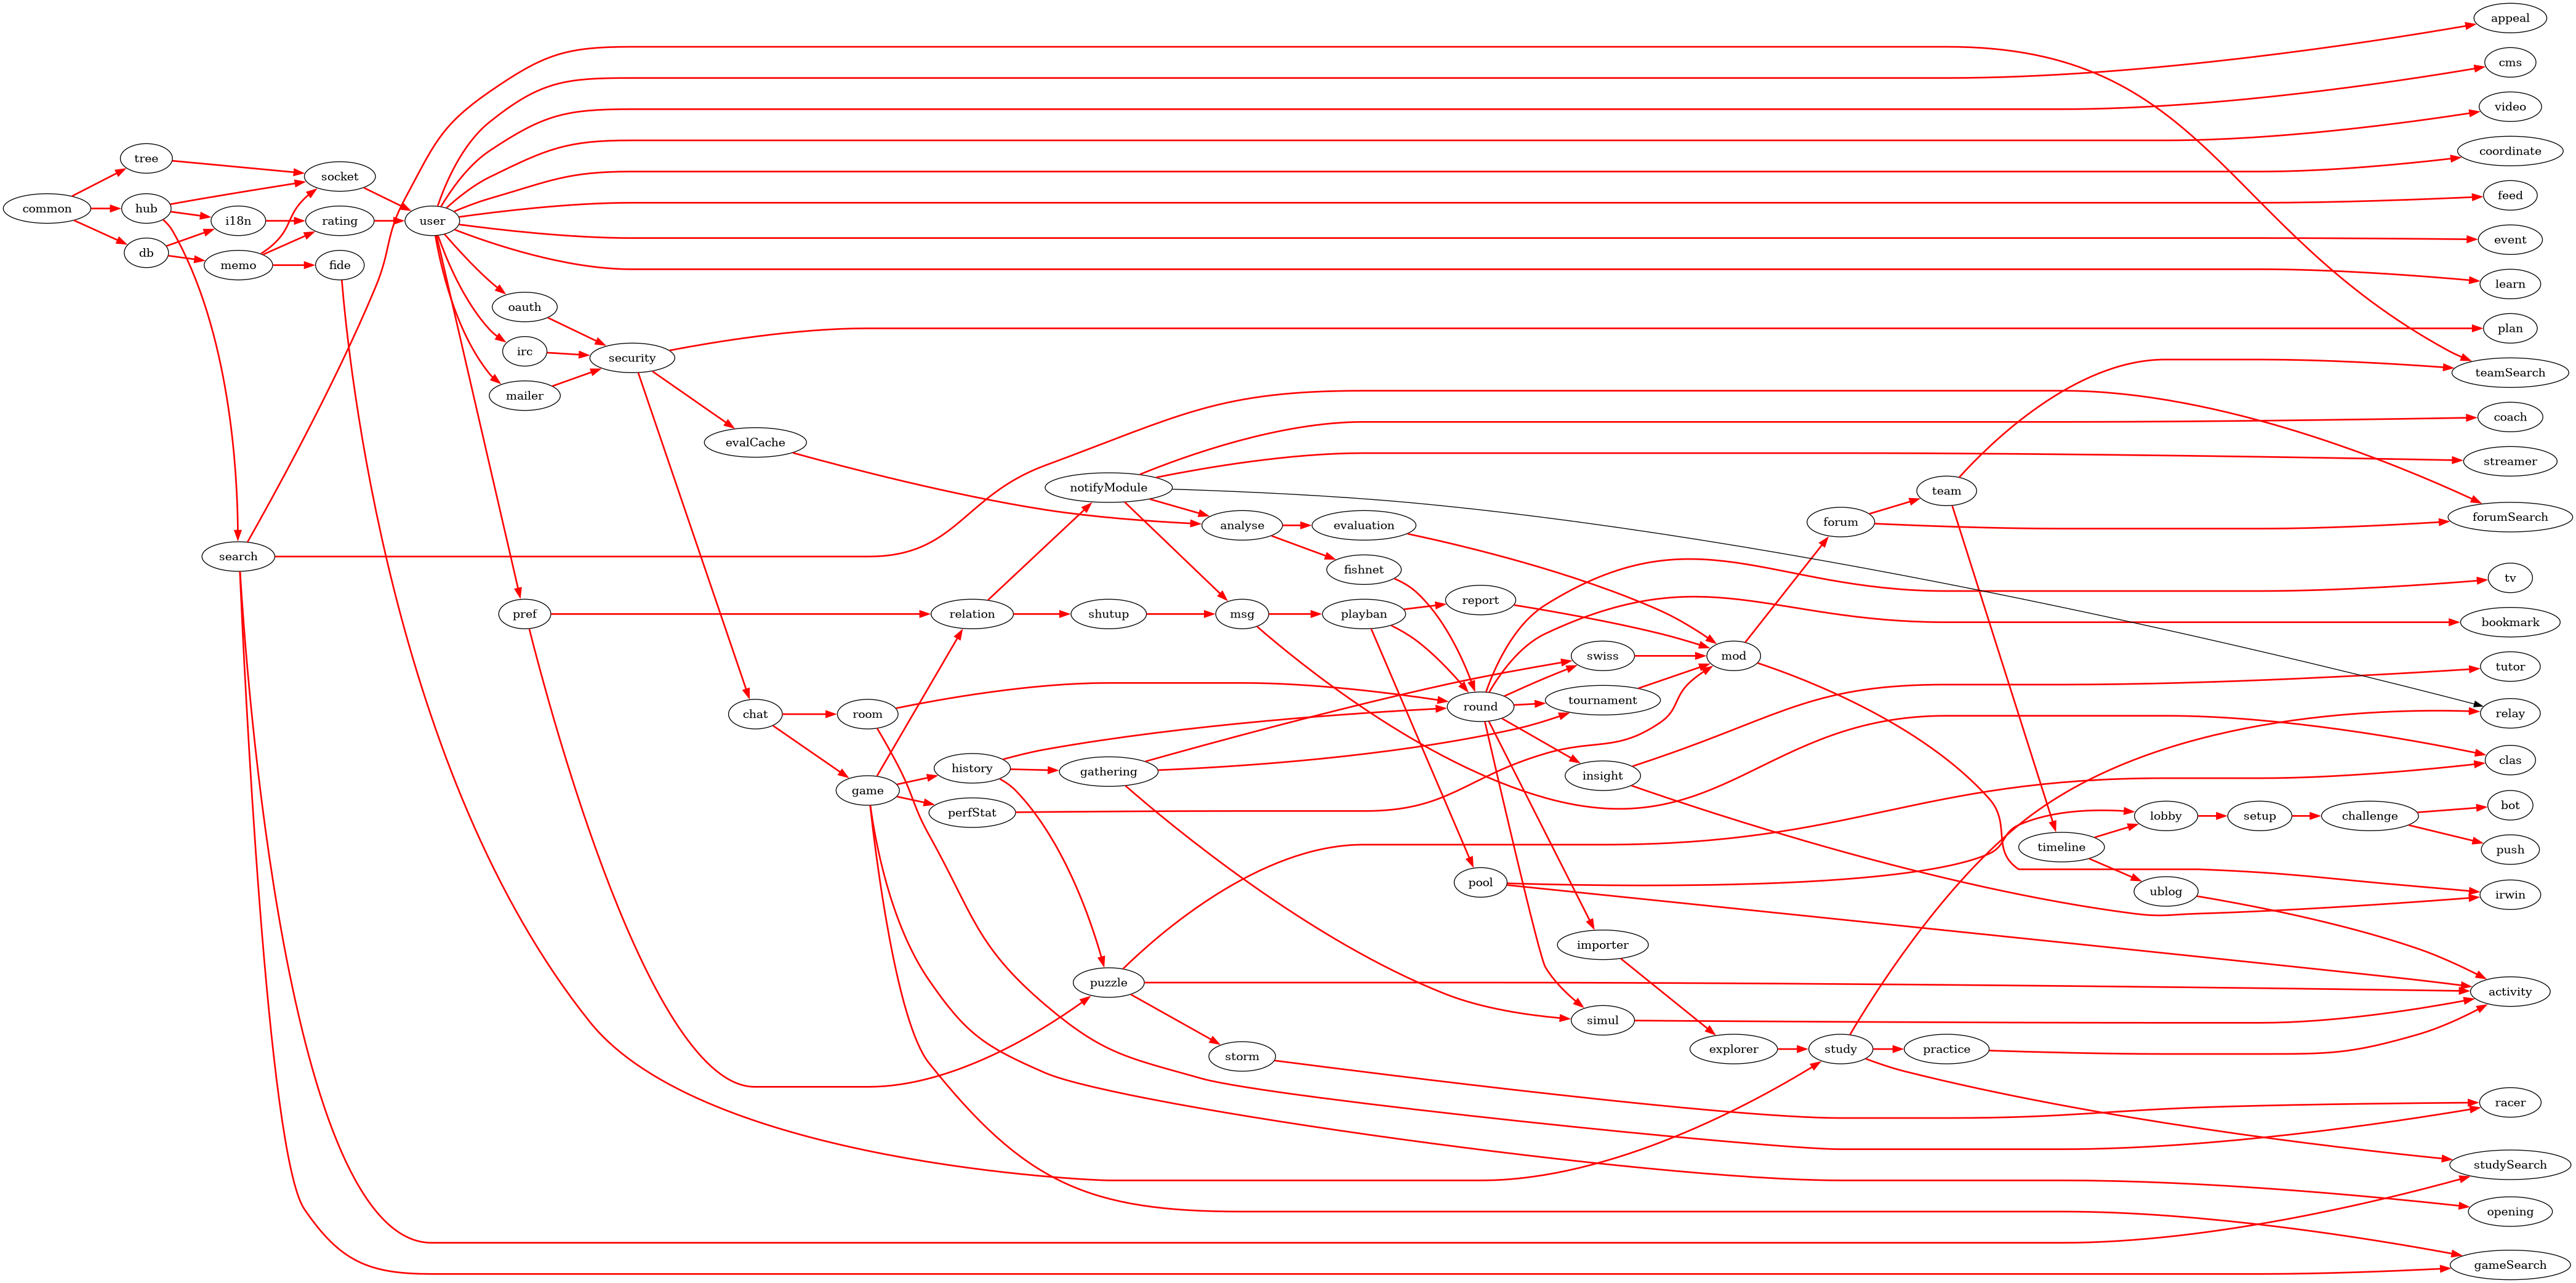 appeal
cms
video
coordinate
tree
socket
common
hub
i18n
rating
user
feed
db
memo
fide
event
learn
oauth
irc
security
mailer
plan
teamSearch
evalCache
coach
streamer
notifyModule
analyse
evaluation
forum
team
forumSearch
search
fishnet
tv
pref
relation
shutup
msg
playban
report
bookmark
swiss
mod
tutor
chat
room
round
tournament
relay
history
gathering
insight
clas
game
perfStat
pool
lobby
setup
challenge
bot
timeline
push
ublog
irwin
importer
puzzle
activity
simul
storm
explorer
study
practice
racer
studySearch
opening
gameSearch